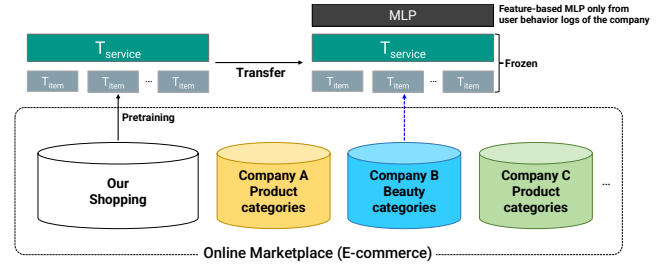 MLP
Feature-based MLP only from
user behavior logs of the company
Tservice
Tservice
Titem Titem ... Titem
Titem Titem ... Titem
Transfer
Frozen
Pretraining
Our
Shopping
Company A
Product
categories
Company B
Beauty
categories
Company C
Product
categories
...
Online Marketplace (E-commerce)